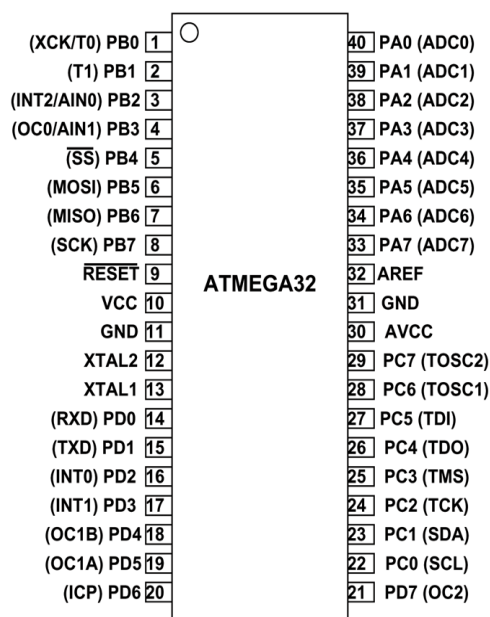 (XCK/T0) PB0 1 40 PA0 (ADC0)
(T1) PB1 2 39 PA1 (ADC1)
(INT2/AIN0) PB2 3 38 PA2 (ADC2)
(OC0/AIN1) PB3 4 37 PA3 (ADC3)
(SS) PB4 5 36 PA4 (ADC4)
(MOSI) PB5 6 35 PA5 (ADC5)
(MISO) PB6 7 34 PA6 (ADC6)
(SCK) PB7 8 33 PA7 (ADC7)
RESET 9 32 AREF
ATMEGA32
VCC 10 31 GND
GND 11 30 AVCC
XTAL2 12 29 PC7 (TOSC2)
XTAL1 13 28 PC6 (TOSC1)
(RXD) PD0 14 27 PC5 (TDI)
(TXD) PD1 15 26 PC4 (TDO)
(INT0) PD2 16 25 PC3 (TMS)
(INT1) PD3 17 24 PC2 (TCK)
(OC1B) PD4 18 23 PC1 (SDA)
(OC1A) PD5 19 22 PC0 (SCL)
(ICP) PD6 20 21 PD7 (OC2)